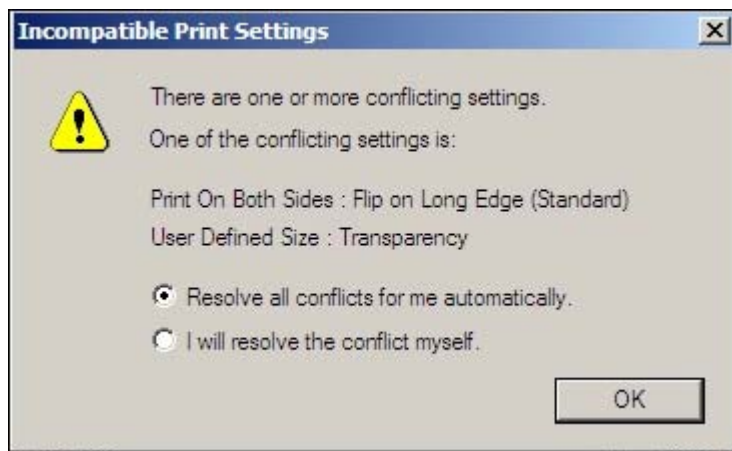 Incompatible Print Settings
There are one or more conflicting settings.
One of the conflicting settings is:
Print On Both Sides : Flip on Long Edge (Standard)
User Defined Size : Transparency
Resolve all conflicts for me automatically.
I will resolve the conflict myself.
OK